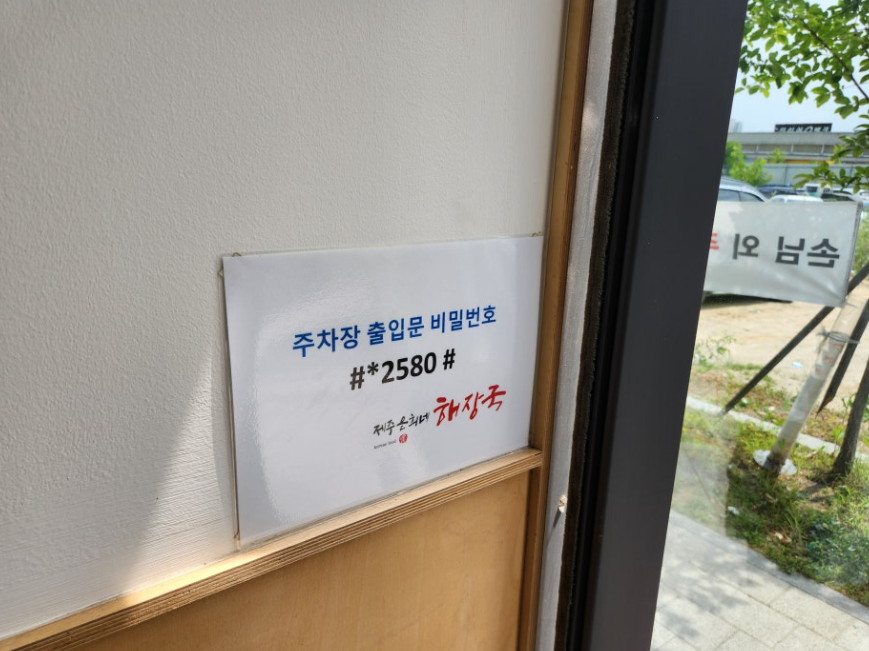 주차장 출입문 비밀번호
#*2580 #
제주은희네 해장국
손님 외